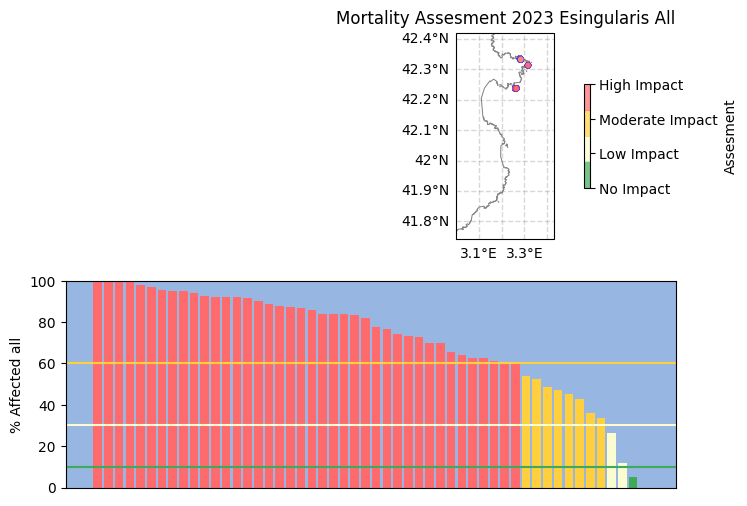 Mortality Assesment 2023 Esingularis All
42.4°N
42.3°N
42.2°N
42.1°N
42°N
41.9°N
41.8°N
3.1°E 3.3°E
High Impact
Moderate Impact
Low Impact
No Impact
Assesment
100
80
60
40
20
0
% Affected all